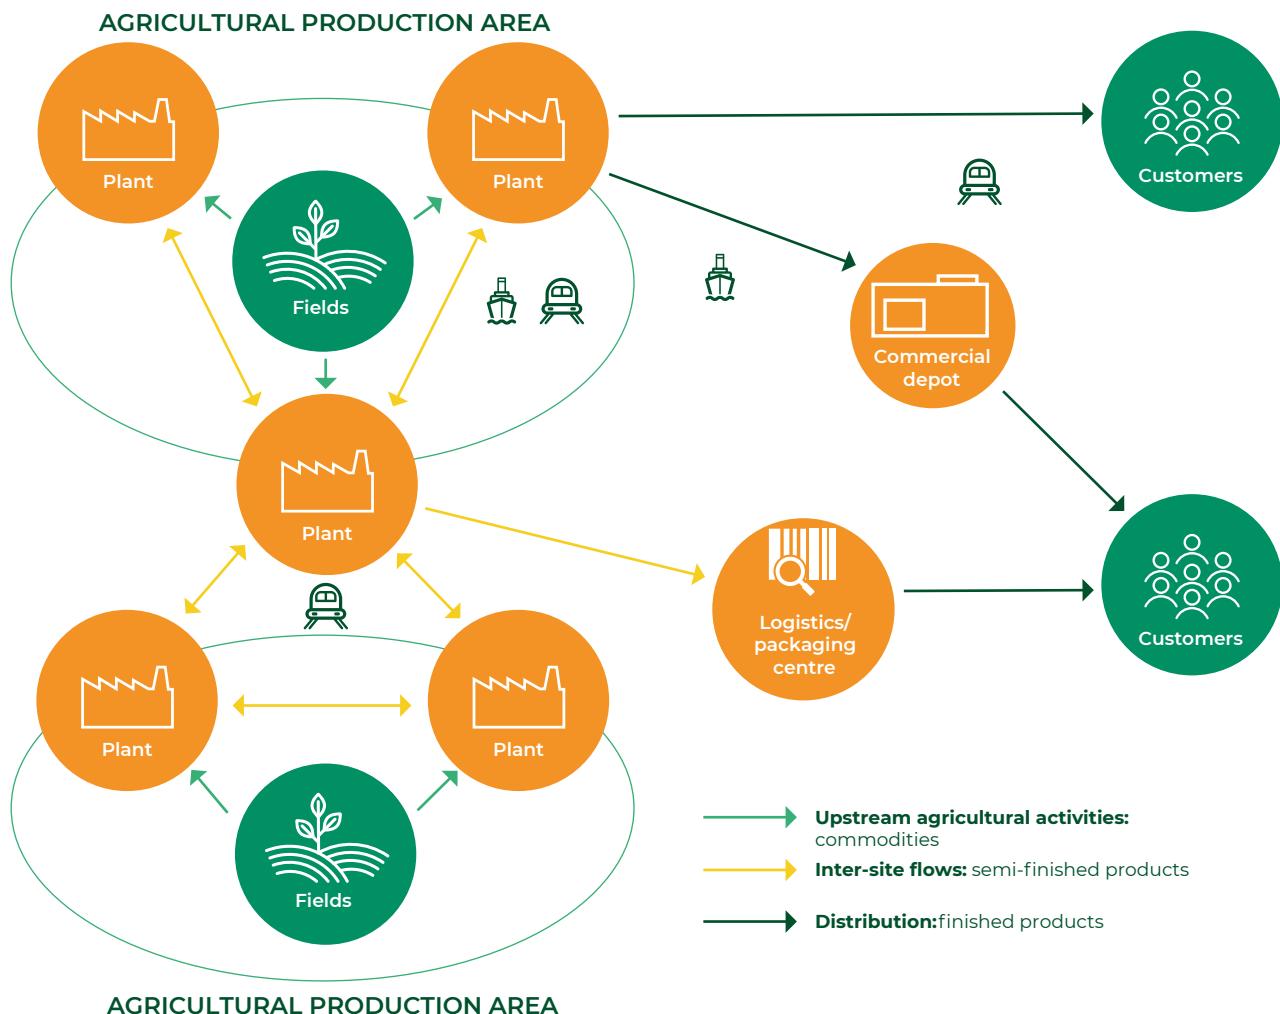 AGRICULTURAL PRODUCTION AREA
Plant
Plant
Customers
Fields
Commercial
depot
Plant
Logistics/
packaging
centre
Customers
Plant
Plant
Fields
Upstream agricultural activities:
commodities
Inter-site flows: semi-finished products
Distribution:finished products
AGRICULTURAL PRODUCTION AREA